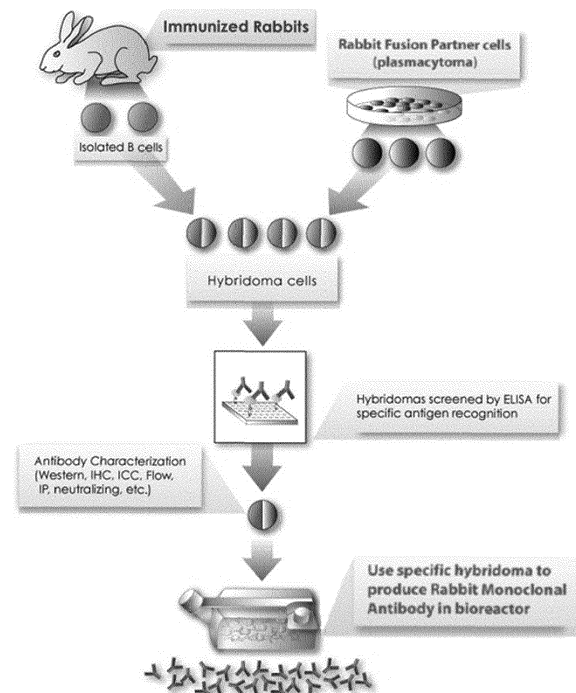 Immunized Rabbits
Rabbit Fusion Partner cells
(plasmacytoma)
Isolated B cells
Hybridoma cells
Hybridomas screened by ELISA for
specific antigen recognition
Antibody Characterization
(Western, IHC, ICC, Flow,
IP, neutralizing, etc.)
Use specific hybridoma to
produce Rabbit Monoclonal
Antibody in bioreactor